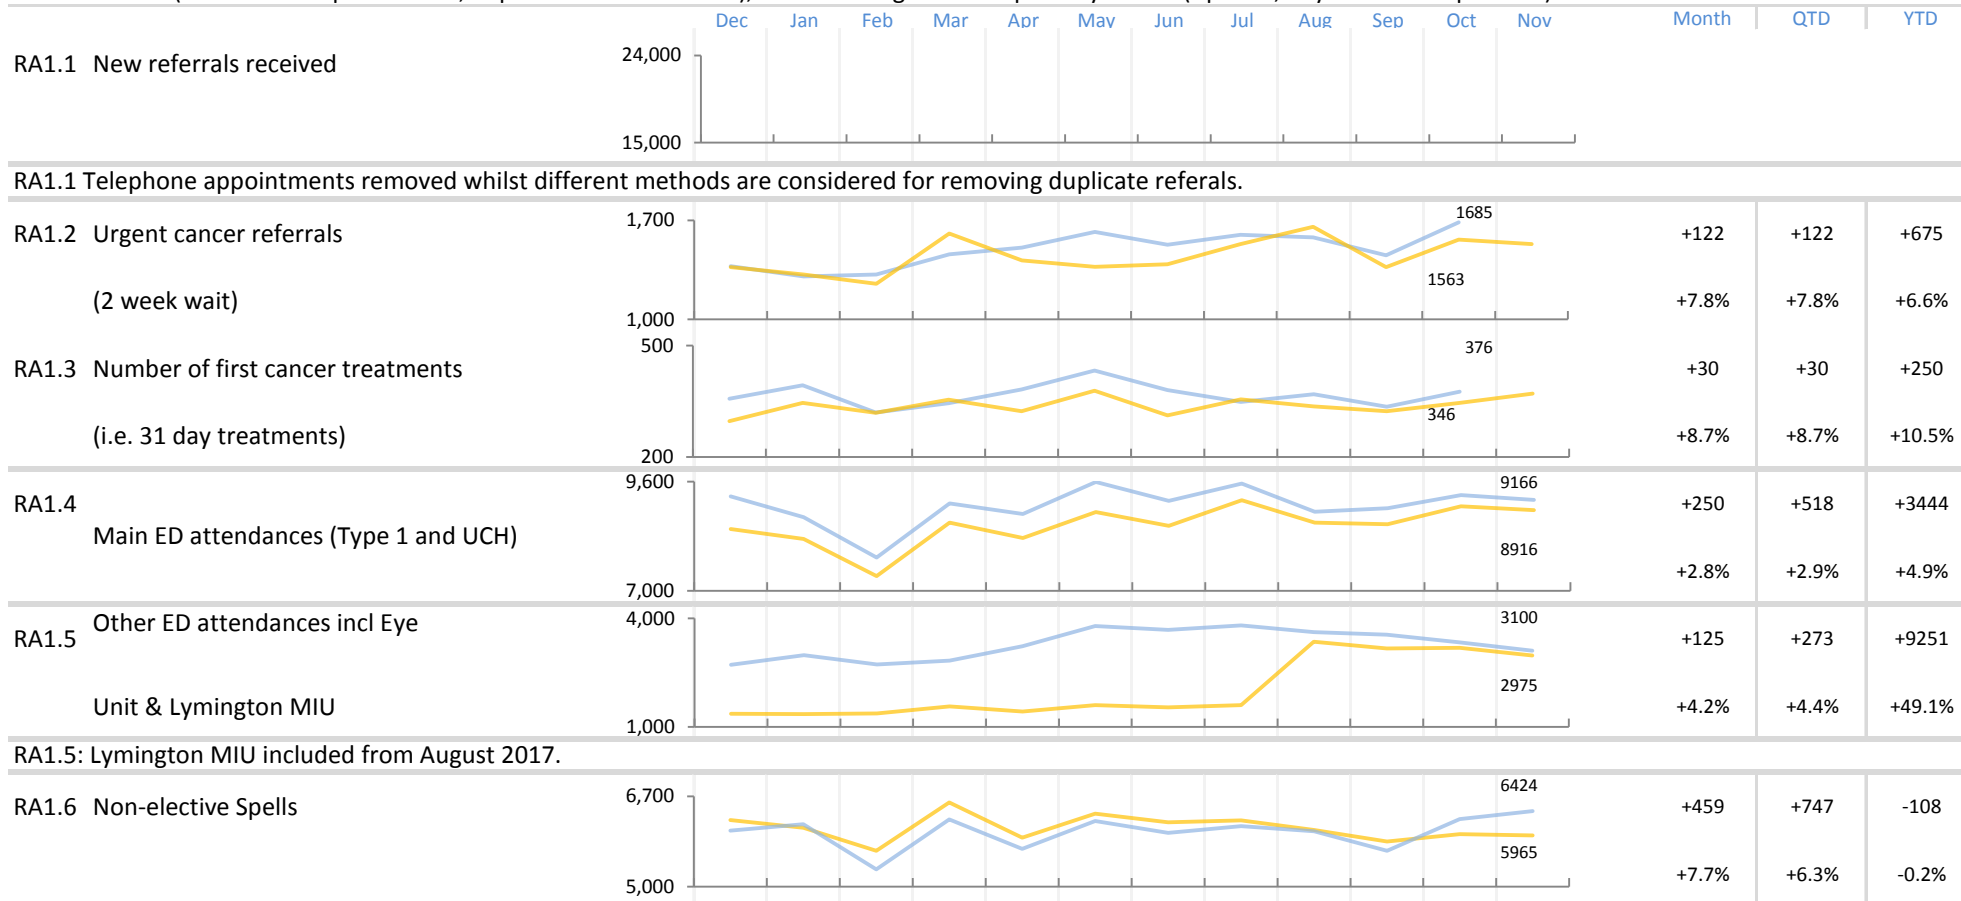 Dec Jan Feb Mar Apr May Jun Jul Aug Sep Oct Nov Month QTD YTD
24,000
RA1.1 New referrals received
15,000
RA1.1 Telephone appointments removed whilst different methods are considered for removing duplicate referals.
1685
1,700
RA1.2 Urgent cancer referrals +122 +122 +675
1563
(2 week wait) +7.8% +7.8% +6.6%
1,000
500 376
RA1.3 Number of first cancer treatments +30 +30 +250
346
(i.e. 31 day treatments) +8.7% +8.7% +10.5%
200
9,600 9166
RA1.4 +250 +518 +3444
Main ED attendances (Type 1 and UCH)
8916
+2.8% +2.9% +4.9%
7,000
4,000 3100
Other ED attendances incl Eye
RA1.5 +125 +273 +9251
2975
Unit & Lymington MIU +4.2% +4.4% +49.1%
1,000
RA1.5: Lymington MIU included from August 2017.
6424
6,700
RA1.6 Non-elective Spells +459 +747 -108
5965
+7.7% +6.3% -0.2%
5,000